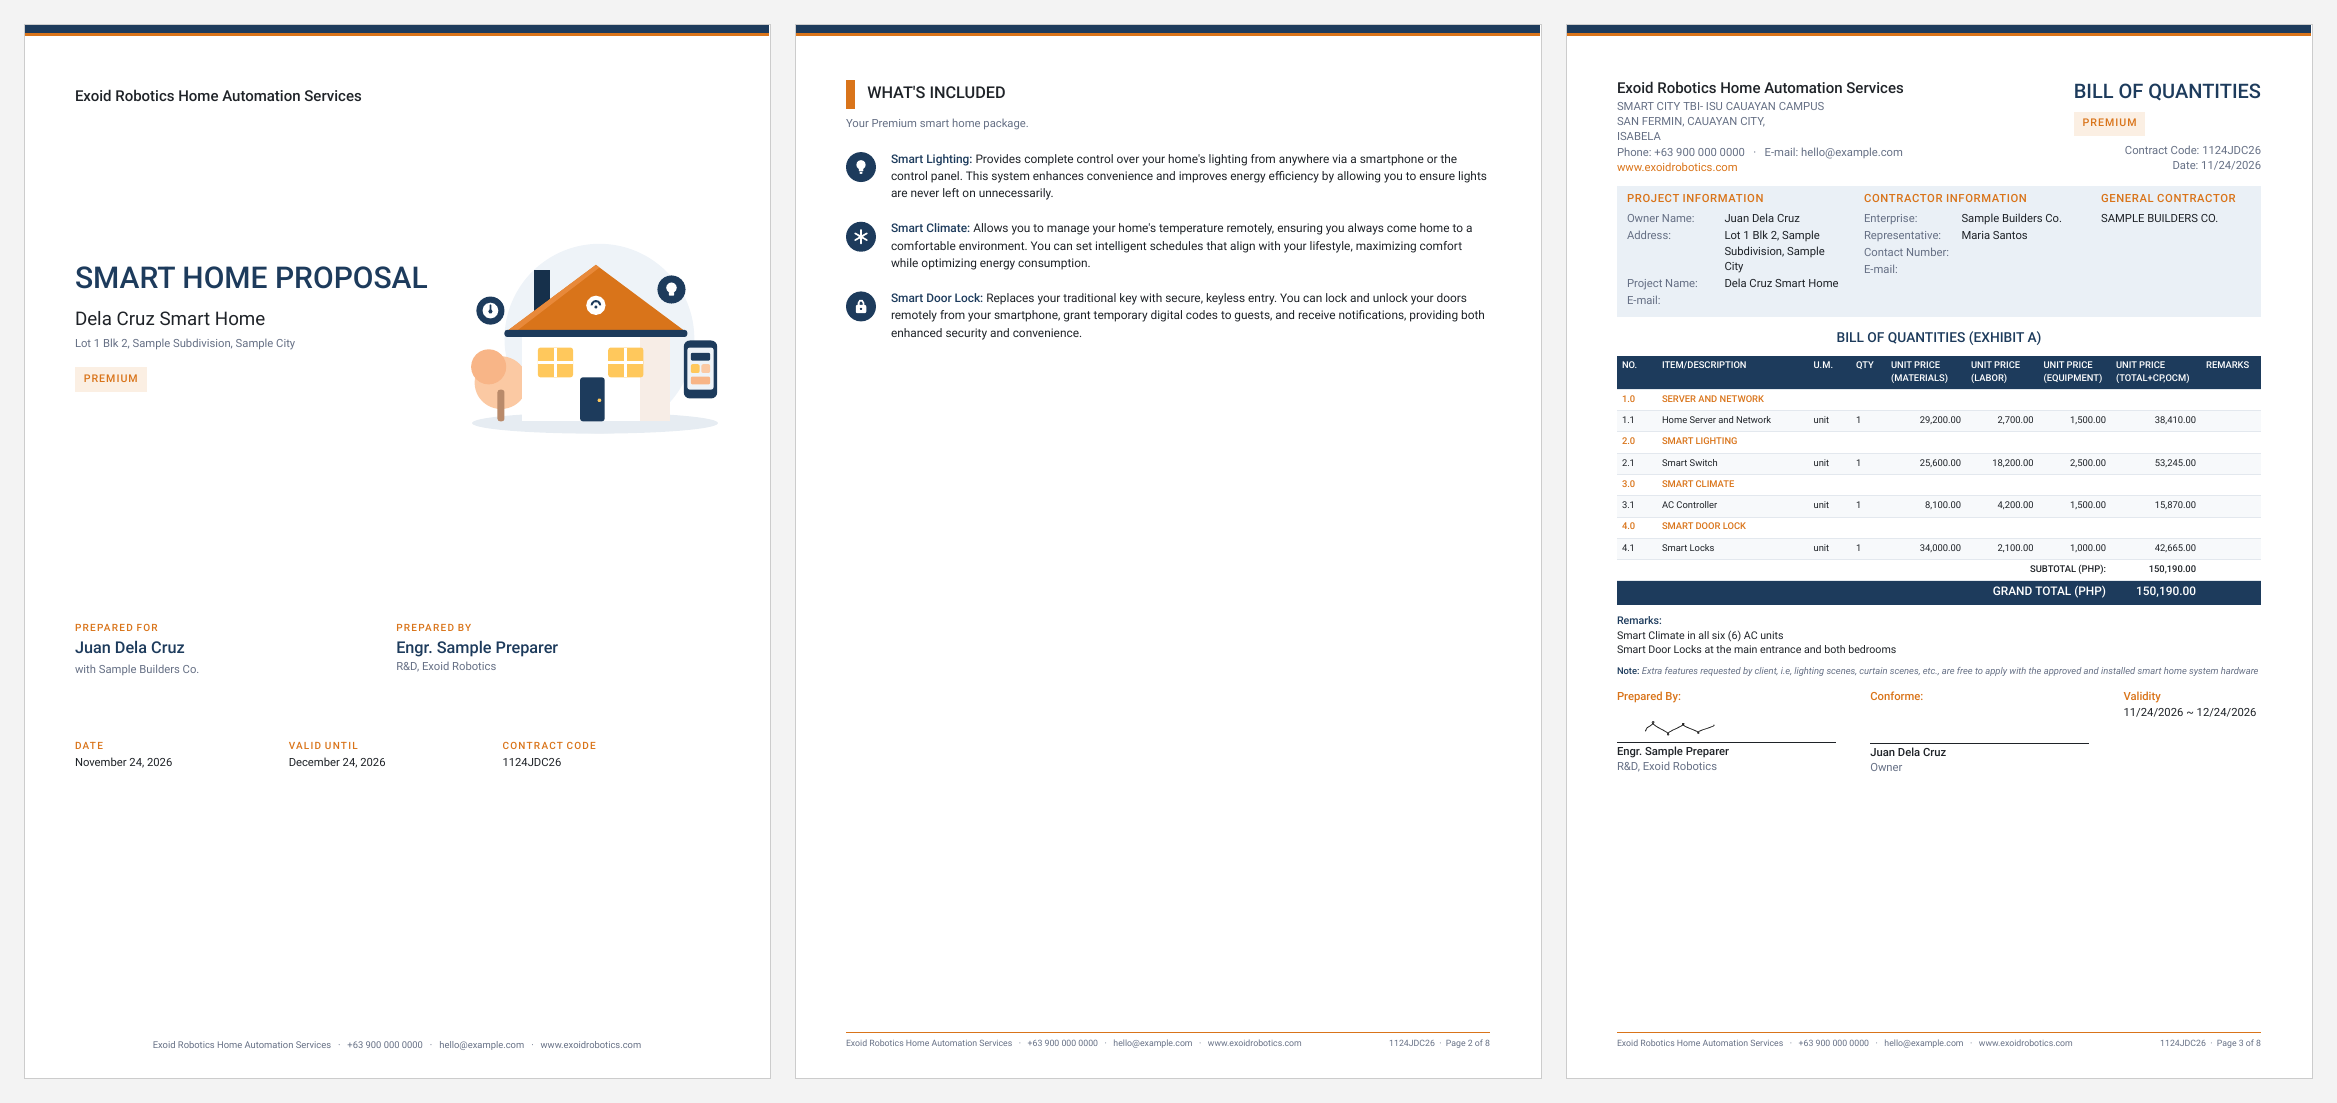 Exoid Robotics Home Automation Services
SMART HOME PROPOSAL
Dela Cruz Smart Home
Lot 1 Blk 2, Sample Subdivision, Sample City
PREMIUM
PREPARED FOR
Juan Dela Cruz
with Sample Builders Co.
PREPARED BY
Engr. Sample Preparer
R&D, Exoid Robotics
DATE
November 24, 2026
VALID UNTIL
December 24, 2026
CONTRACT CODE
1124JDC26
Exoid Robotics Home Automation Services · +63 900 000 0000 · hello@example.com · www.exoidrobotics.com
WHAT'S INCLUDED
Your Premium smart home package.
Smart Lighting: Provides complete control over your home's lighting from anywhere via a smartphone or the
control panel. This system enhances convenience and improves energy efficiency by allowing you to ensure lights
are never left on unnecessarily.
Smart Climate: Allows you to manage your home's temperature remotely, ensuring you always come home to a
comfortable environment. You can set intelligent schedules that align with your lifestyle, maximizing comfort
while optimizing energy consumption.
Smart Door Lock: Replaces your traditional key with secure, keyless entry. You can lock and unlock your doors
remotely from your smartphone, grant temporary digital codes to guests, and receive notifications, providing both
enhanced security and convenience.
Exoid Robotics Home Automation Services · +63 900 000 0000 · hello@example.com · www.exoidrobotics.com 1124JDC26 · Page 2 of 8
Exoid Robotics Home Automation Services
SMART CITY TBI- ISU CAUAYAN CAMPUS
SAN FERMIN, CAUAYAN CITY,
ISABELA
Phone: +63 900 000 0000 · E-mail: hello@example.com
www.exoidrobotics.com
BILL OF QUANTITIES
PREMIUM
Contract Code: 1124JDC26
Date: 11/24/2026
PROJECT INFORMATION
Owner Name: Juan Dela Cruz
Address: Lot 1 Blk 2, Sample
Subdivision, Sample
City
Project Name: Dela Cruz Smart Home
E-mail:
CONTRACTOR INFORMATION
Enterprise: Sample Builders Co.
Representative: Maria Santos
Contact Number:
E-mail:
GENERAL CONTRACTOR
SAMPLE BUILDERS CO.
BILL OF QUANTITIES (EXHIBIT A)
NO. ITEM/DESCRIPTION U.M. QTY UNIT PRICE UNIT PRICE UNIT PRICE UNIT PRICE REMARKS
(MATERIALS) (LABOR) (EQUIPMENT) (TOTAL+CP,OCM)
1.0 SERVER AND NETWORK
1.1 Home Server and Network unit 1 29,200.00 2,700.00 1,500.00 38,410.00
2.0 SMART LIGHTING
2.1 Smart Switch unit 1 25,600.00 18,200.00 2,500.00 53,245.00
3.0 SMART CLIMATE
3.1 AC Controller unit 1 8,100.00 4,200.00 1,500.00 15,870.00
4.0 SMART DOOR LOCK
4.1 Smart Locks unit 1 34,000.00 2,100.00 1,000.00 42,665.00
SUBTOTAL (PHP): 150,190.00
GRAND TOTAL (PHP) 150,190.00
Remarks:
Smart Climate in all six (6) AC units
Smart Door Locks at the main entrance and both bedrooms
Note: Extra features requested by client, i.e, lighting scenes, curtain scenes, etc., are free to apply with the approved and installed smart home system hardware
Prepared By:
Engr. Sample Preparer
R&D, Exoid Robotics
Conforme:
Juan Dela Cruz
Owner
Validity
11/24/2026 ~ 12/24/2026
Exoid Robotics Home Automation Services · +63 900 000 0000 · hello@example.com · www.exoidrobotics.com 1124JDC26 · Page 3 of 8